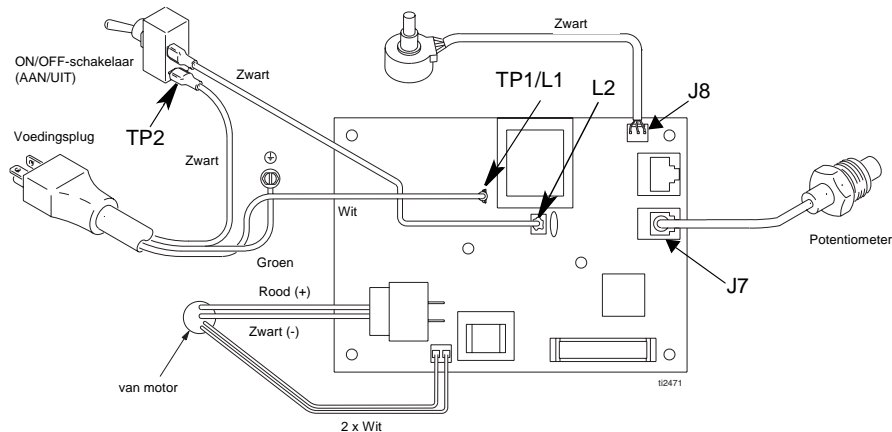 Zwart
ON/OFF-schakelaar
(AAN/UIT)
Zwart
TP1/L1
L2
J8
TP2
Voedingsplug
Zwart
Wit
Potentiometer
Groen
J7
Rood (+)
Zwart (-)
van motor
ti2471
2 x Wit